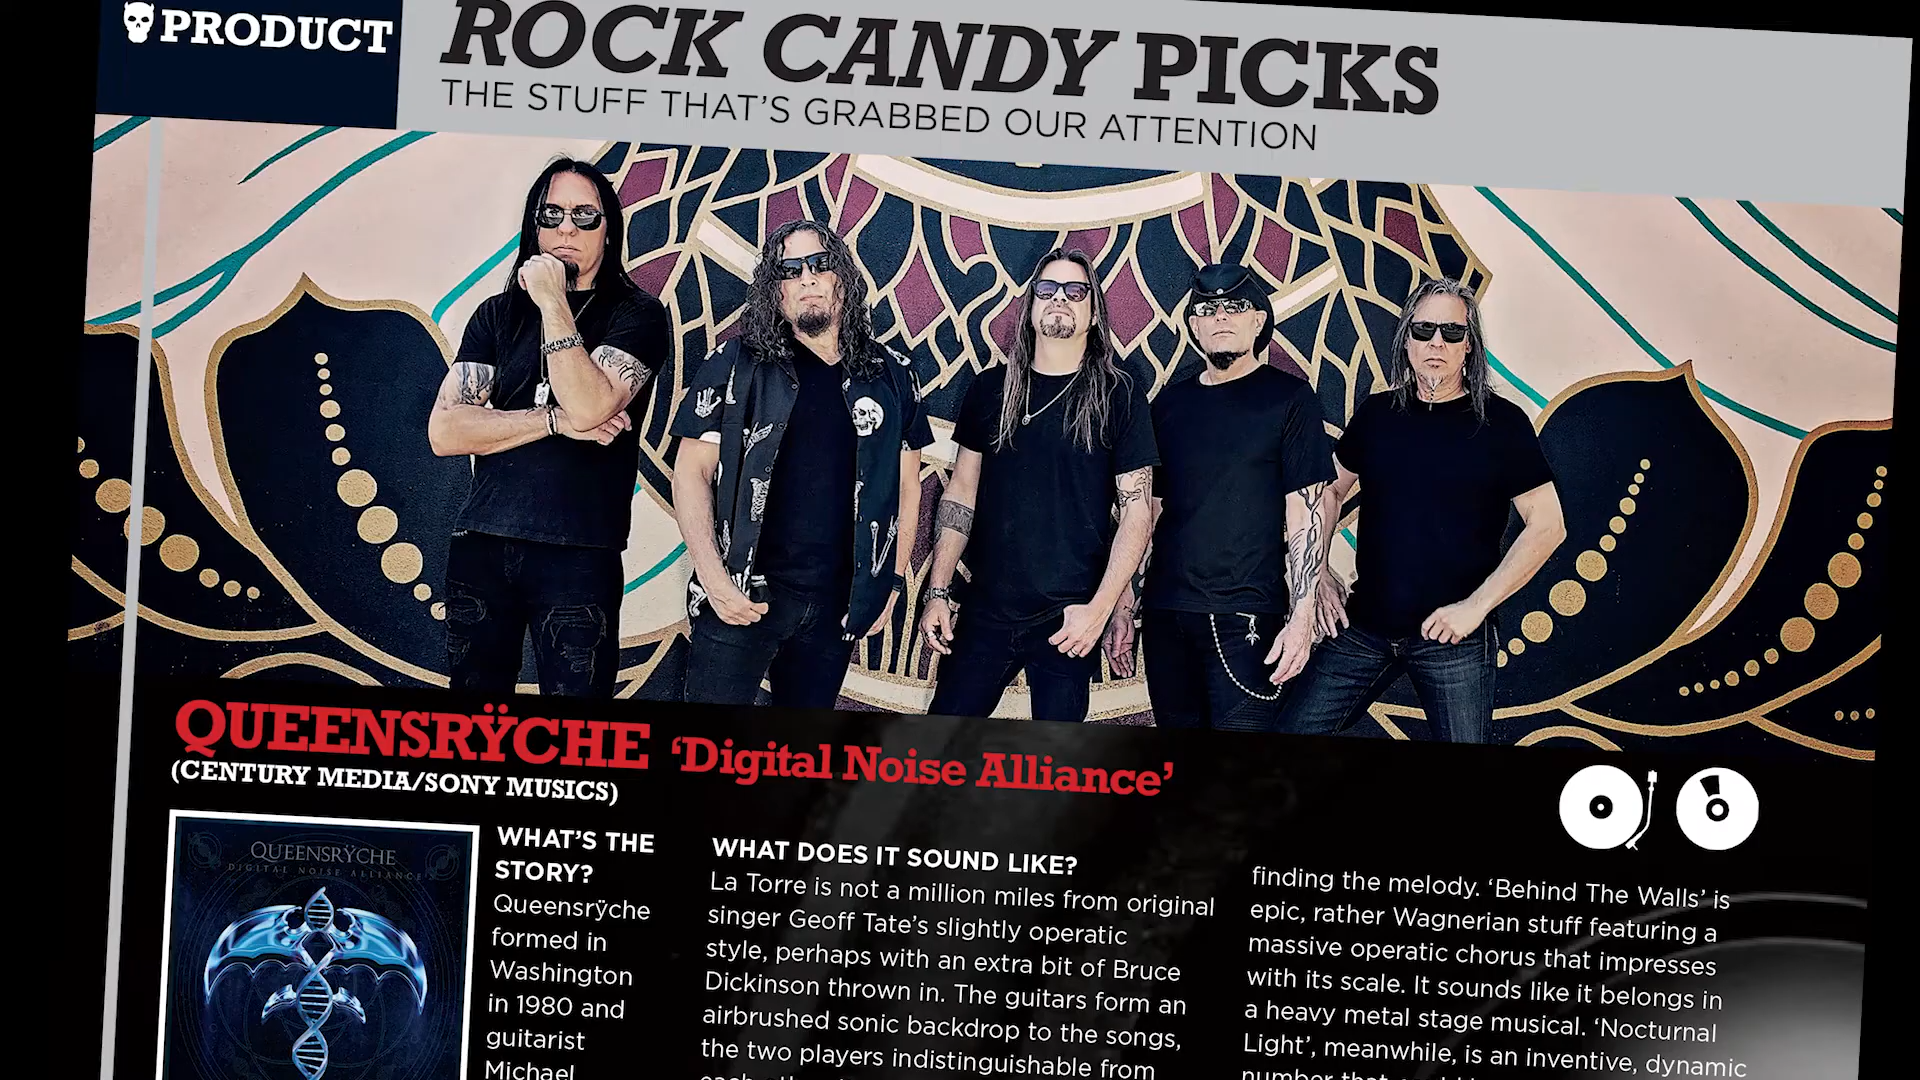 PRODUCT
ROCK CANDY PICKS
THE STUFF THAT'S GRABBED OUR ATTENTION
QUEENSRŸCHE 'Digital Noise Alliance'
(CENTURY MEDIA/SONY MUSICS)
QUEENSRŸCHE
DIGITAL NOISE ALLIANCE
WHAT'S THE
STORY?
Queensrÿche
formed in
Washington
in 1980 and
guitarist
Michael
WHAT DOES IT SOUND LIKE?
La Torre is not a million miles from original
singer Geoff Tate's slightly operatic
style, perhaps with an extra bit of Bruce
Dickinson thrown in. The guitars form an
airbrushed sonic backdrop to the songs,
the two players indistinguishable from
finding the melody. 'Behind The Walls' is
epic, rather Wagnerian stuff featuring a
massive operatic chorus that impresses
with its scale. It sounds like it belongs in
a heavy metal stage musical. 'Nocturnal
Light', meanwhile, is an inventive, dynamic
number that